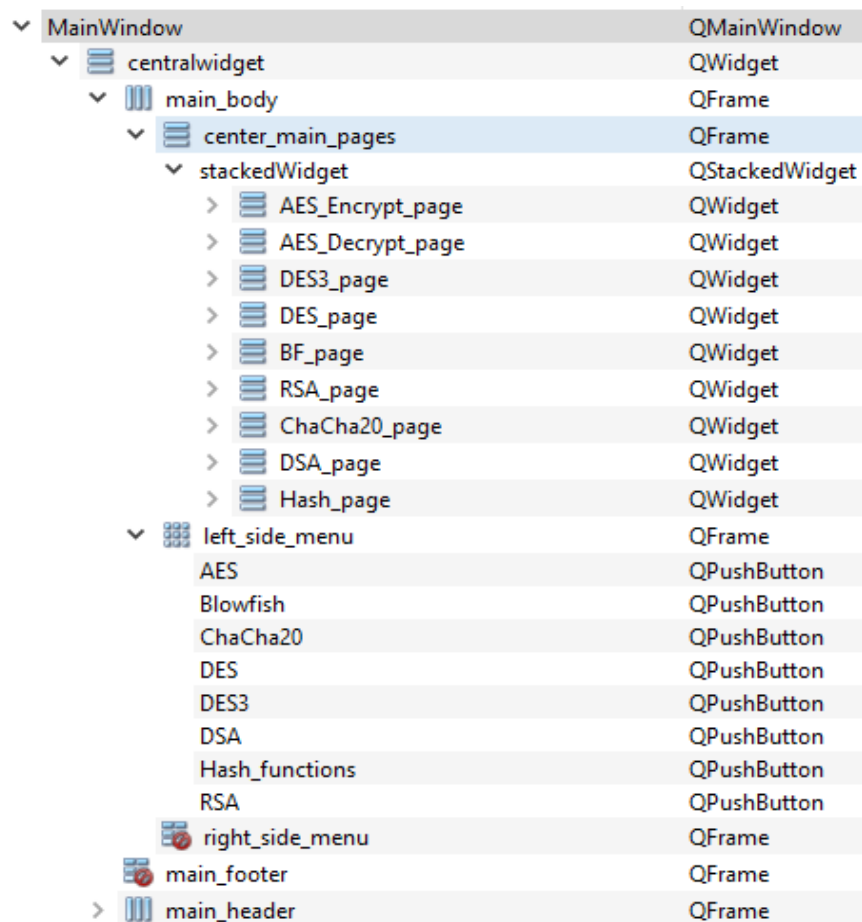 MainWindow QMainWindow
centralwidget QWidget
main_body QFrame
center_main_pages QFrame
stackedWidget QStackedWidget
AES_Encrypt_page QWidget
AES_Decrypt_page QWidget
DES3_page QWidget
DES_page QWidget
BF_page QWidget
RSA_page QWidget
ChaCha20_page QWidget
DSA_page QWidget
Hash_page QWidget
left_side_menu QFrame
AES QPushButton
Blowfish QPushButton
ChaCha20 QPushButton
DES QPushButton
DES3 QPushButton
DSA QPushButton
Hash_functions QPushButton
RSA QPushButton
right_side_menu QFrame
main_footer QFrame
main_header QFrame